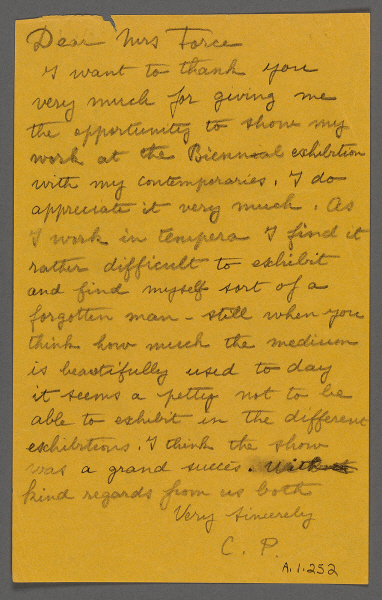 Dear Mrs Force
I want to thank you
very much for giving me
the opportunity to show my
work at the Biennial exhibition
with my contemporaries. I do
appreciate it very much. As
I work in tempera I find it
rather difficult to exhibit
and find myself sort of a
forgotten man - still when you
think how much the medium
is beautifully used to day
it seems a petty not to be
able to exhibit in the different
exhibitions. I think the show
was a grand succes. With
kind regards from us both
Very Sincerely
C. P.
A.1.252